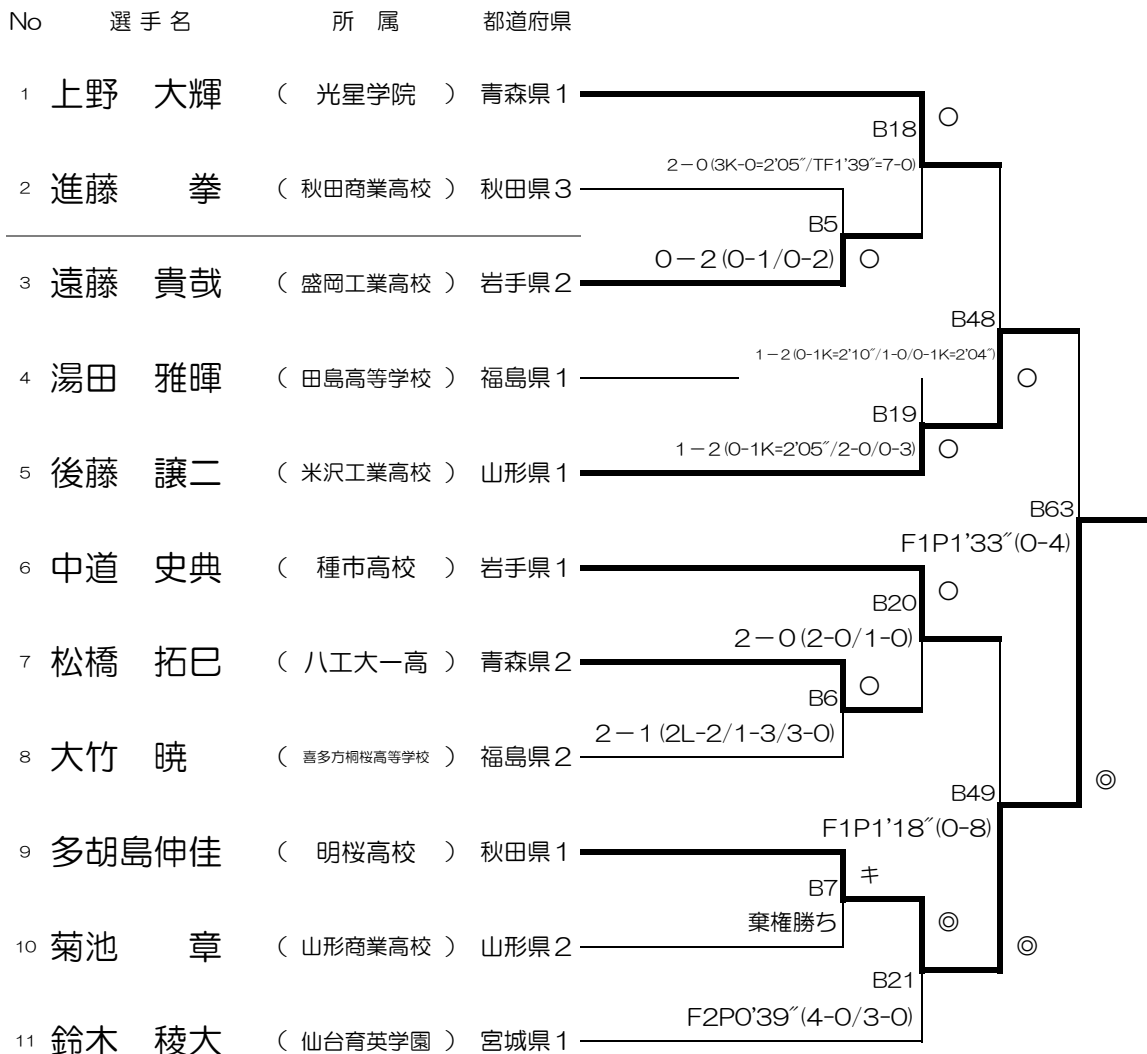 No 選手名 所属 都道府県
1 上野 大輝 ( 光星学院 ) 青森県1
○
B18
2-0(3K-0=2'05″/TF1'39″=7-0)
2 進藤 拳 ( 秋田商業高校 ) 秋田県3
B5
0-2(0-1/0-2) ○
3 遠藤 貴哉 ( 盛岡工業高校 ) 岩手県2
B48
1-2(0-1K=2'10″/1-0/0-1K=2'04″)
4 湯田 雅暉 ( 田島高等学校 ) 福島県1 ○
B19
1-2(0-1K=2'05″/2-0/0-3) ○
5 後藤 譲二 ( 米沢工業高校 ) 山形県1
B63
F1P1'33″(0-4)
6 中道 史典 ( 種市高校 ) 岩手県1
○
B20
2-0(2-0/1-0)
7 松橋 拓巳 ( 八工大一高 ) 青森県2
○
B6
2-1(2L-2/1-3/3-0)
8 大竹 暁 ( 喜多方桐桜高等学校 ) 福島県2
◎
B49
F1P1'18″(0-8)
9 多胡島伸佳 ( 明桜高校 ) 秋田県1
キ
B7
棄権勝ち ◎
10 菊池 章 ( 山形商業高校 ) 山形県2 ◎
B21
F2P0'39″(4-0/3-0)
11 鈴木 稜大 ( 仙台育英学園 ) 宮城県1